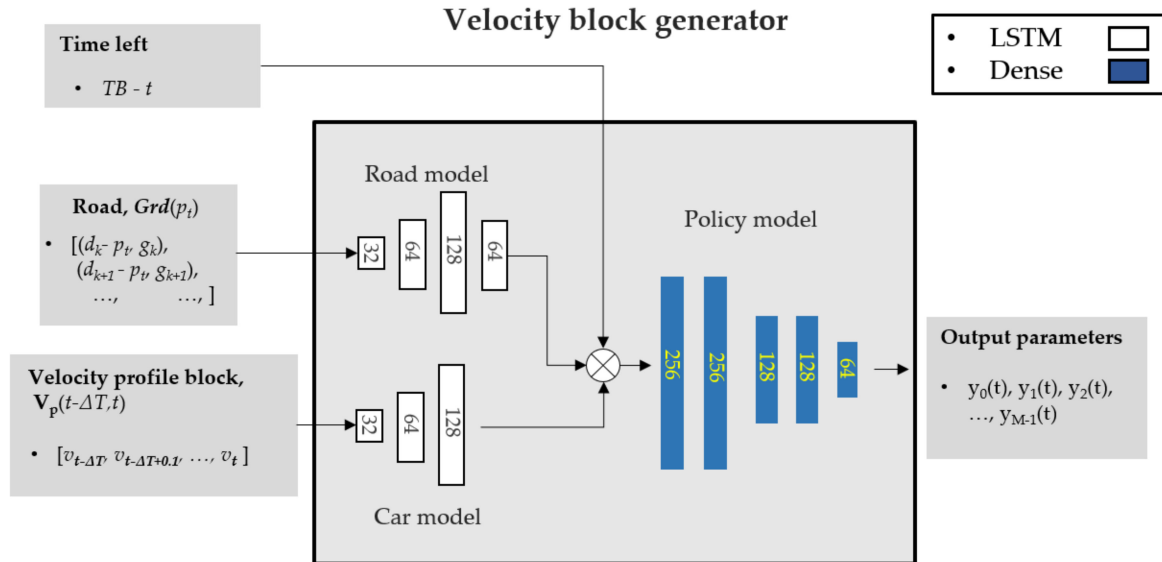 Velocity block generator
• LSTM
• Dense
Time left
• TB - t
Road, Grd(pt)
• [(dk - pt, gk),
(dk+1 - pt, gk+1),
…, …, ]
Velocity profile block,
Vp(t-ΔT,t)
• [vt-ΔT, vt-ΔT+0.1, …, vt ]
Road model
32
64
128
64
32
64
128
Car model
Policy model
256
256
128
128
64
Output parameters
• y0(t), y1(t), y2(t),
…, yM-1(t)